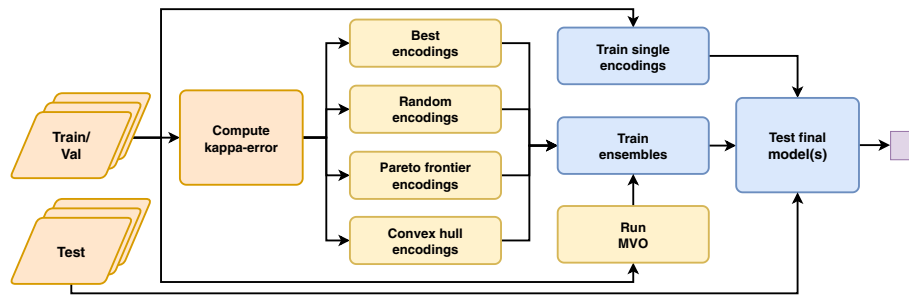 Train/
Val
Test
Compute
kappa-error
Best
encodings
Random
encodings
Pareto frontier
encodings
Convex hull
encodings
Train single
encodings
Train
ensembles
Run
MVO
Test final
model(s)